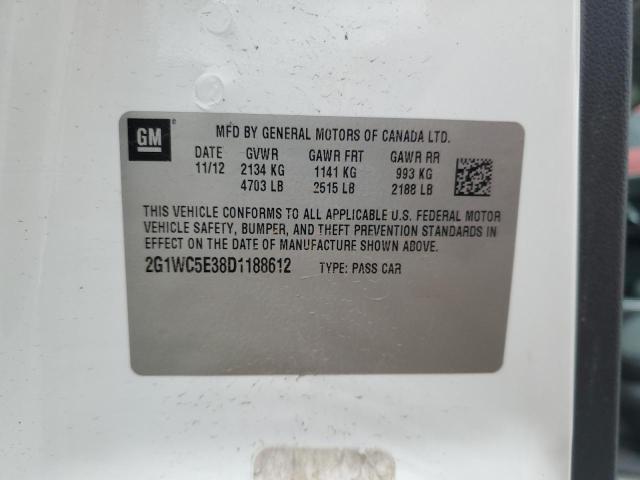 GM ®
MFD BY GENERAL MOTORS OF CANADA LTD.
DATE GVWR GAWR FRT GAWR RR
11/12 2134 KG 1141 KG 993 KG
4703 LB 2515 LB 2188 LB
THIS VEHICLE CONFORMS TO ALL APPLICABLE U.S. FEDERAL MOTOR
VEHICLE SAFETY, BUMPER, AND THEFT PREVENTION STANDARDS IN
EFFECT ON THE DATE OF MANUFACTURE SHOWN ABOVE.
2G1WC5E38D1188612 TYPE: PASS CAR